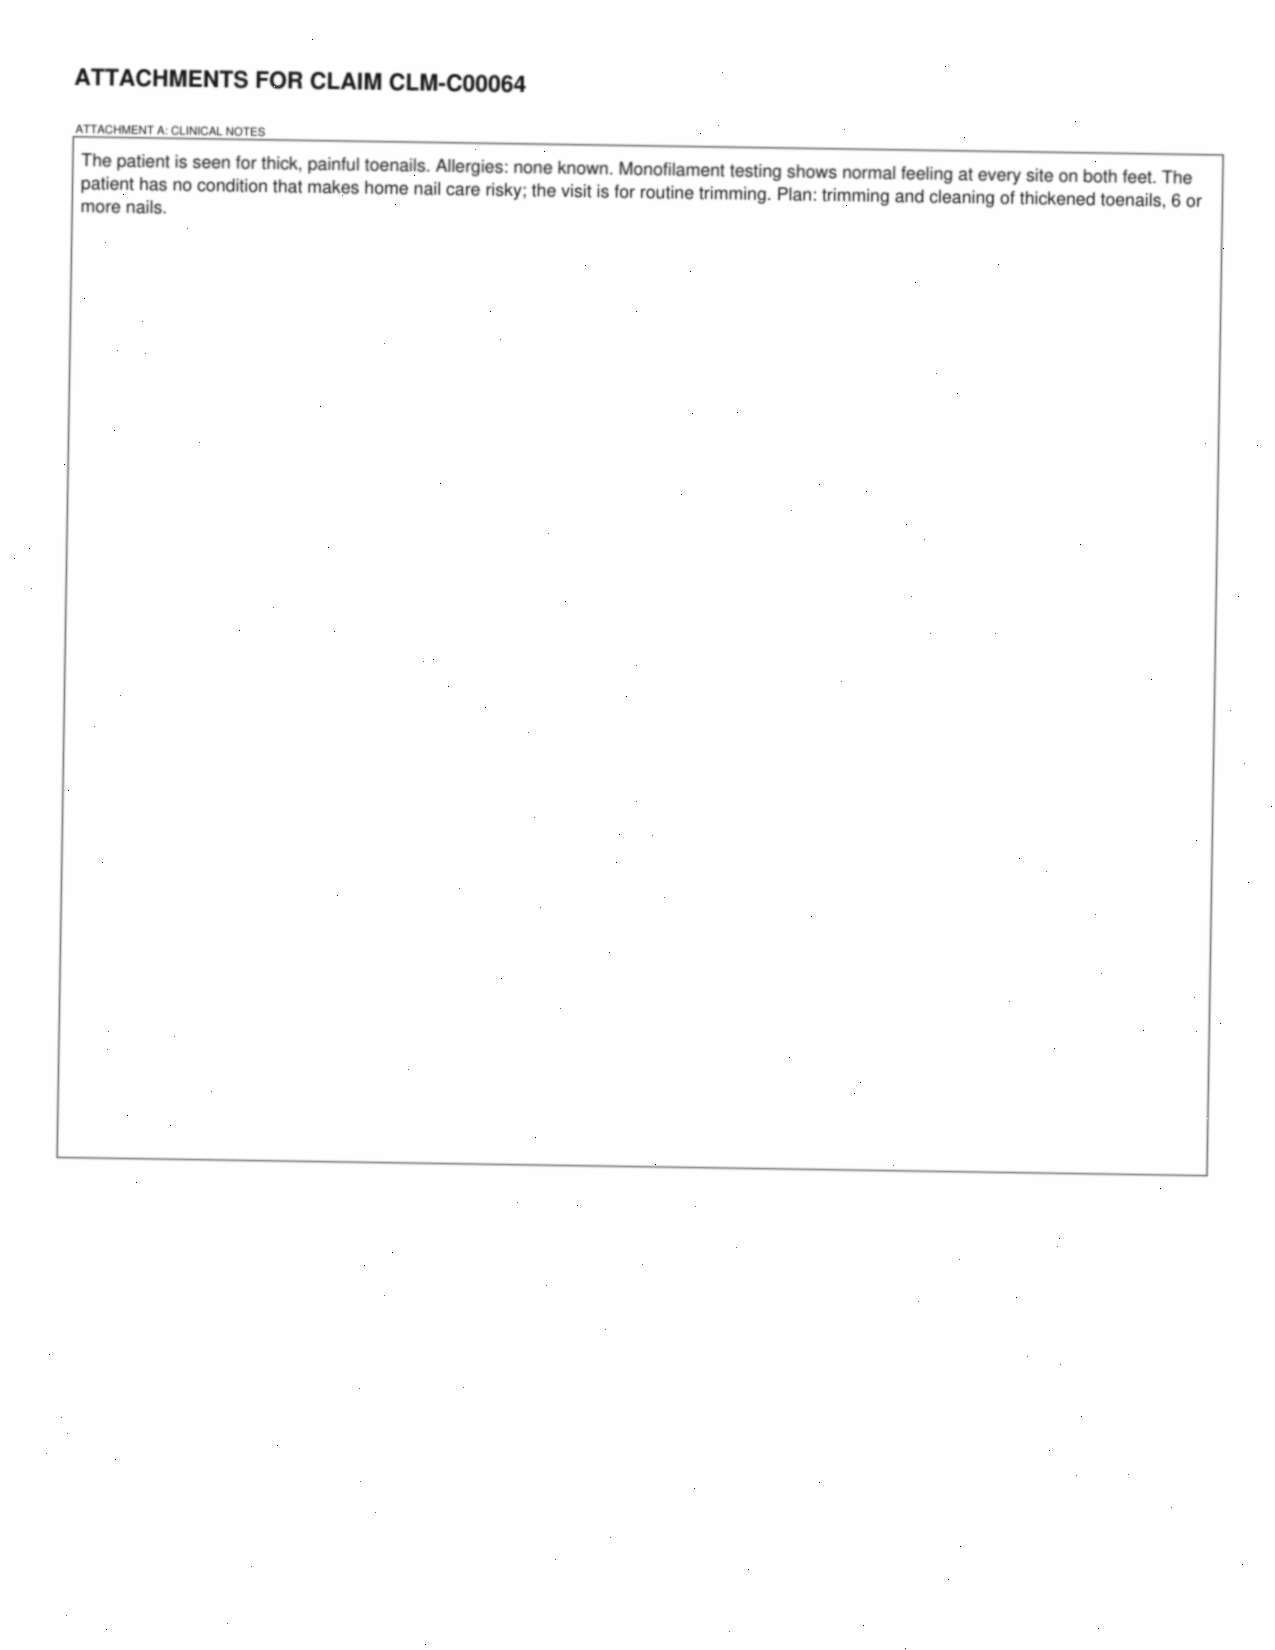 ATTACHMENTS FOR CLAIM CLM-C00064
ATTACHMENT A: CLINICAL NOTES
The patient is seen for thick, painful toenails. Allergies: none known. Monofilament testing shows normal feeling at every site on both feet. The
patient has no condition that makes home nail care risky; the visit is for routine trimming. Plan: trimming and cleaning of thickened toenails, 6 or
more nails.